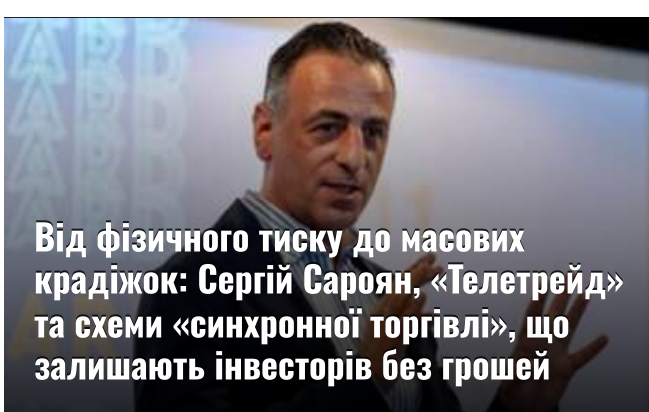 Від фізичного тиску до масових
крадіжок: Сергій Сароян, «Телетрейд»
та схеми «синхронної торгівлі», що
залишають інвесторів без грошей